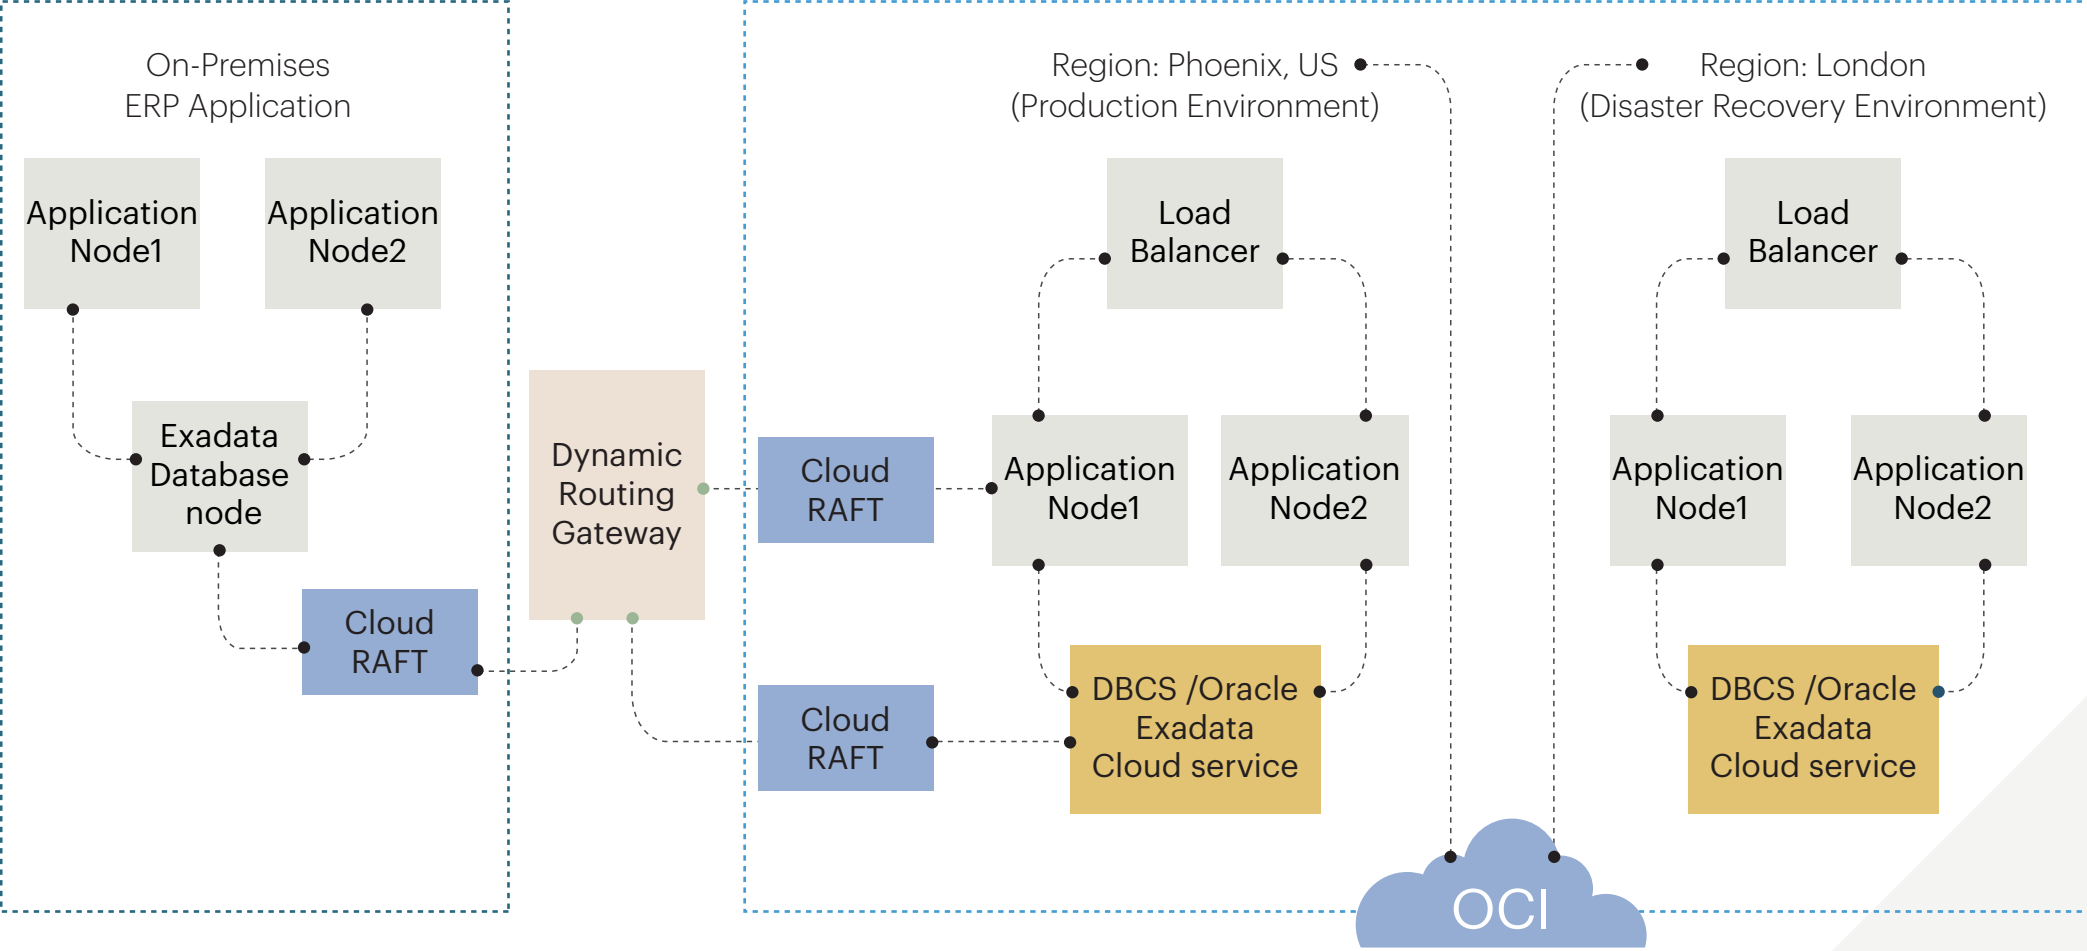 On-Premises
ERP Application
Application
Node1
Application
Node2
Exadata
Database
node
Cloud
RAFT
Dynamic
Routing
Gateway
Cloud
RAFT
Cloud
RAFT
Region: Phoenix, US
(Production Environment)
Load
Balancer
Application
Node1
Application
Node2
DBCS /Oracle
Exadata
Cloud service
Region: London
(Disaster Recovery Environment)
Load
Balancer
Application
Node1
Application
Node2
DBCS /Oracle
Exadata
Cloud service
OCI